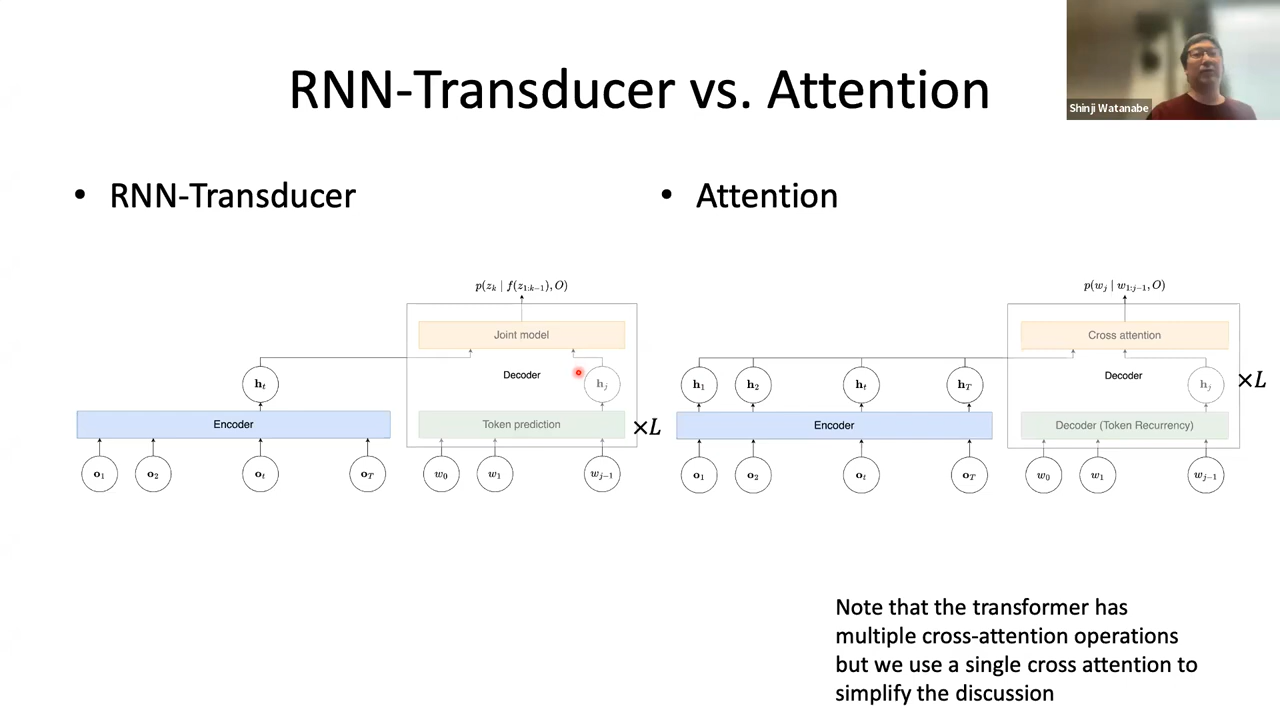 RNN-Transducer vs. Attention
Shinji Watanabe
• RNN-Transducer
p(z_k | f(z_{1:k−1}), O)
Joint model
h_t
Decoder
h_j
Encoder
Token prediction
×L
o_1 o_2 o_t o_T w_0 w_1 w_{j−1}
• Attention
p(w_j | w_{1:j−1}, O)
Cross attention
h_1 h_2 h_t h_T
Decoder
h_j
×L
Encoder
Decoder (Token Recurrency)
o_1 o_2 o_t o_T w_0 w_1 w_{j−1}
Note that the transformer has
multiple cross-attention operations
but we use a single cross attention to
simplify the discussion